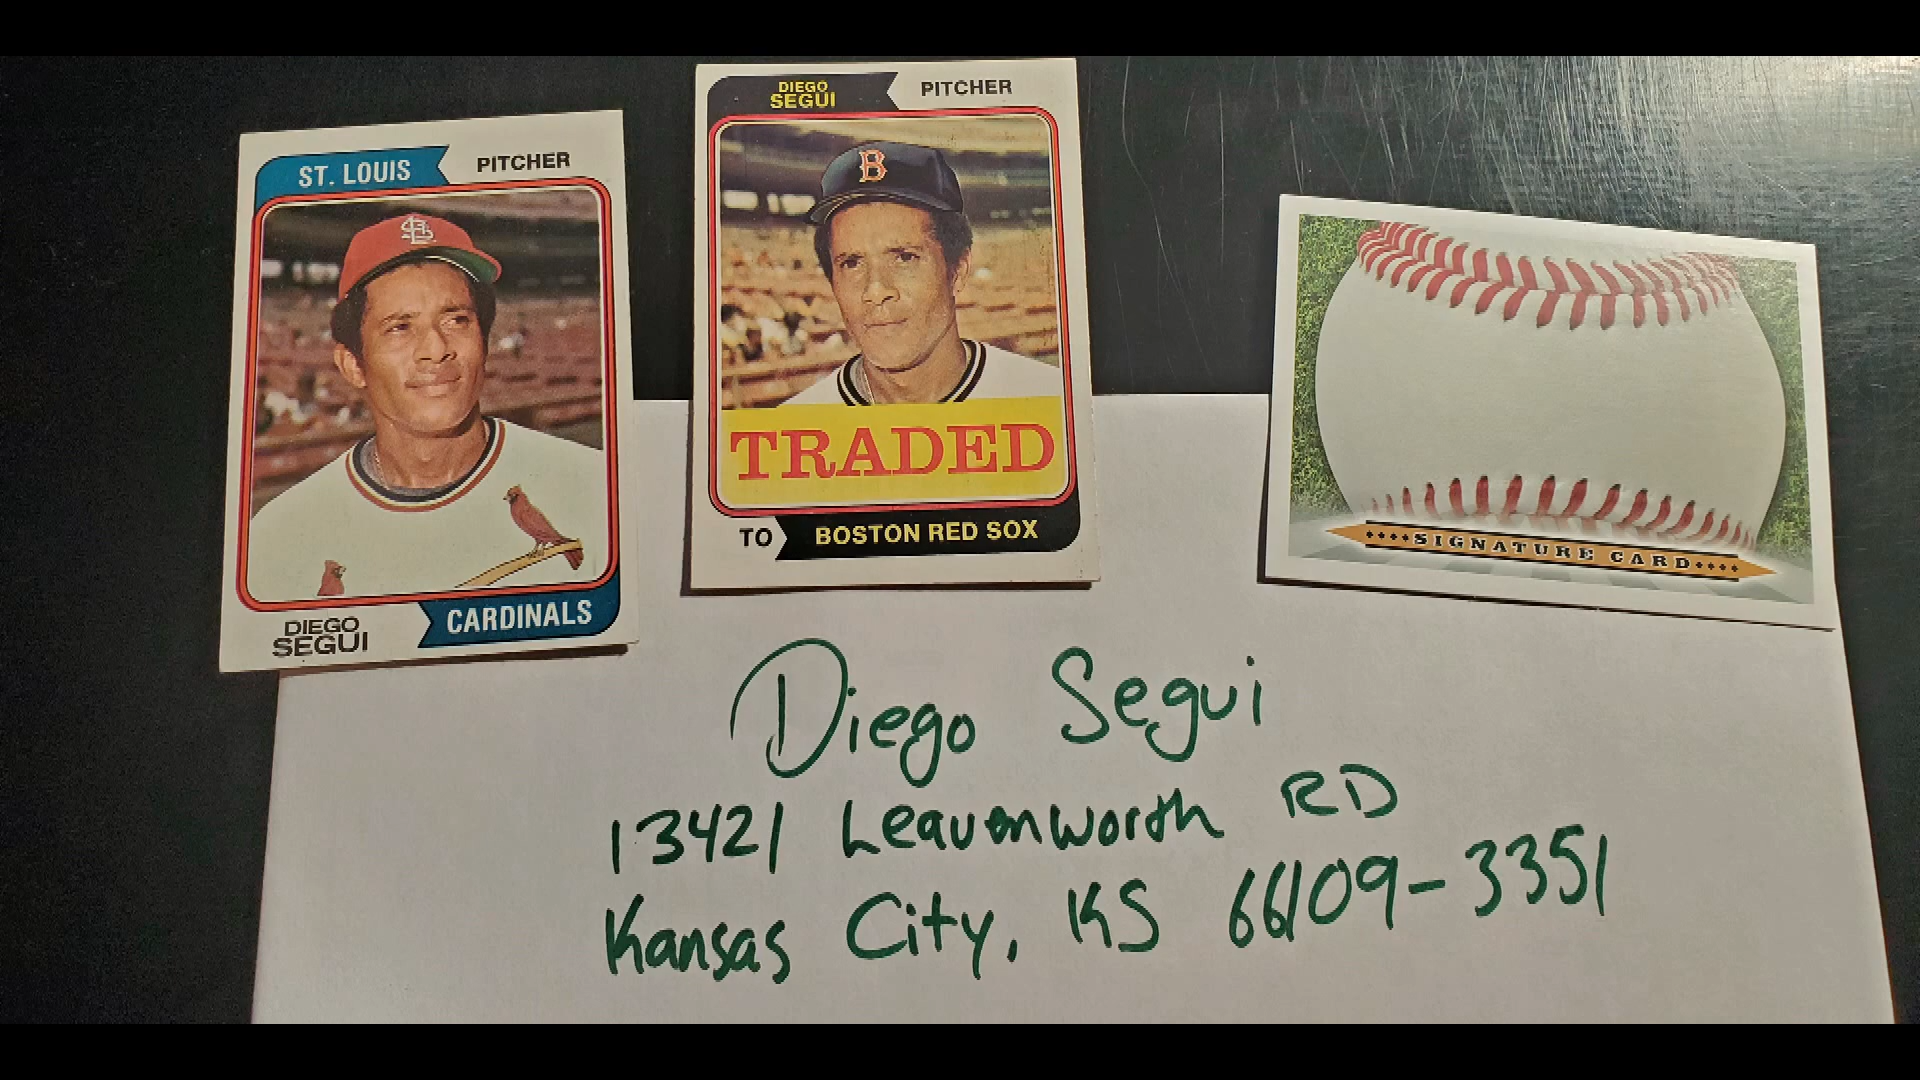 ST. LOUIS PITCHER
DIEGO
SEGUI
CARDINALS
DIEGO
SEGUI
PITCHER
B
TRADED
TO BOSTON RED SOX
SIGNATURE CARD
Diego Segui
13421 Leavenworth RD
Kansas City, KS 66109-3351